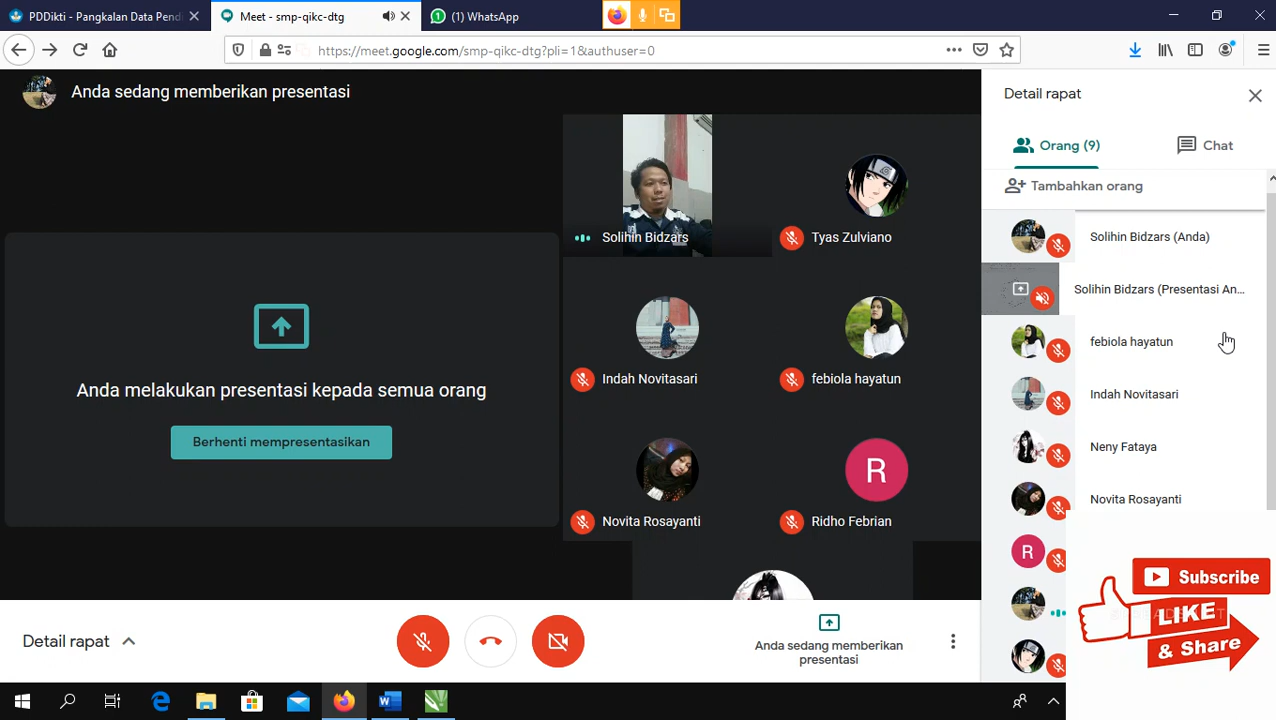 PDDikti - Pangkalan Data Pend
Meet - smp-qikc-dtg
(1) WhatsApp
https://meet.google.com/smp-qikc-dtg?pli=1&authuser=0
Anda sedang memberikan presentasi
Anda melakukan presentasi kepada semua orang
Berhenti mempresentasikan
Solihin Bidzars
Tyas Zulviano
Indah Novitasari
febiola hayatun
Novita Rosayanti
R
Ridho Febrian
Detail rapat
Orang (9)
Chat
Tambahkan orang
Solihin Bidzars (Anda)
Solihin Bidzars (Presentasi An...
febiola hayatun
Indah Novitasari
Neny Fataya
Novita Rosayanti
R
Subscribe
LIKE
& Share
Detail rapat
Anda sedang memberikan
presentasi